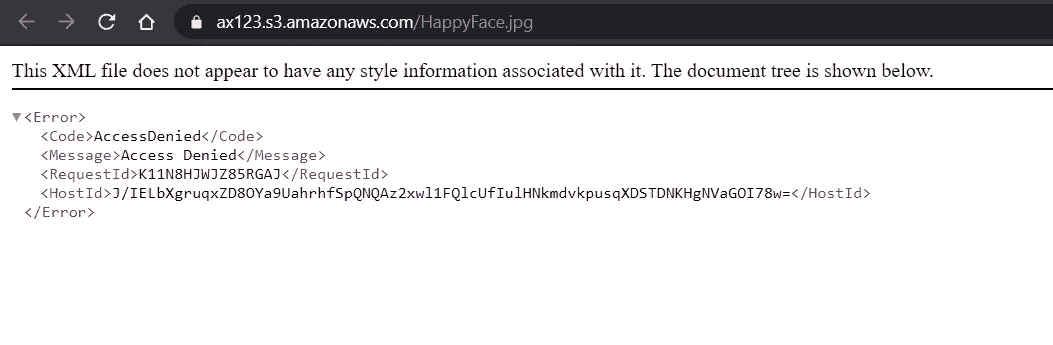 ax123.s3.amazonaws.com/HappyFace.jpg
This XML file does not appear to have any style information associated with it. The document tree is shown below.
▼<Error>
<Code>AccessDenied</Code>
<Message>Access Denied</Message>
<RequestId>K11N8HJWJZ85RGAJ</RequestId>
<HostId>J/IELbXgruqxZD8OYa9UahrhfSpQNQAz2xwl1FQlcUfIulHNkmdvkpusqXDSTDNKHgNVaGOI78w=</HostId>
</Error>